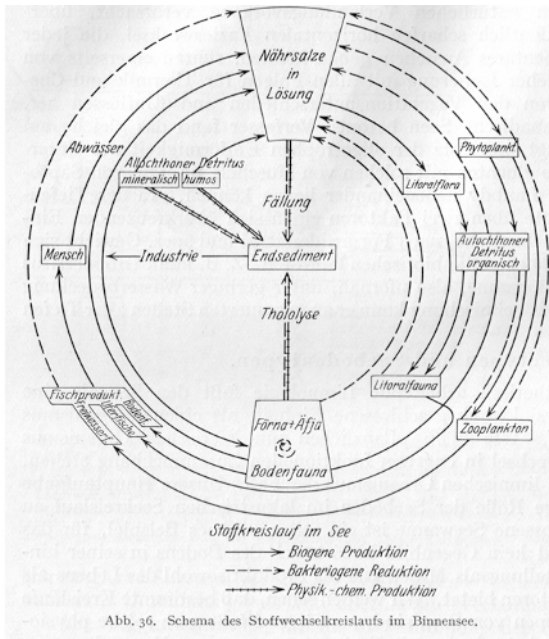 Nährsalze
in
Lösung
Abwässer
Allochthoner Detritus
mineralisch humos
Phytoplankt.
Litoralflora
Fällung
Mensch
Industrie
Endsediment
Autochthoner
Detritus
organisch
Thololyse
Litoralfauna
Fischprodukt.
Zooplankton
Förna+Äfja
Bodenfauna
Stoffkreislauf im See
Biogene Produktion
Bakteriogene Reduktion
Physik.-chem. Produktion
Abb. 36. Schema des Stoffwechselkreislaufs im Binnensee.